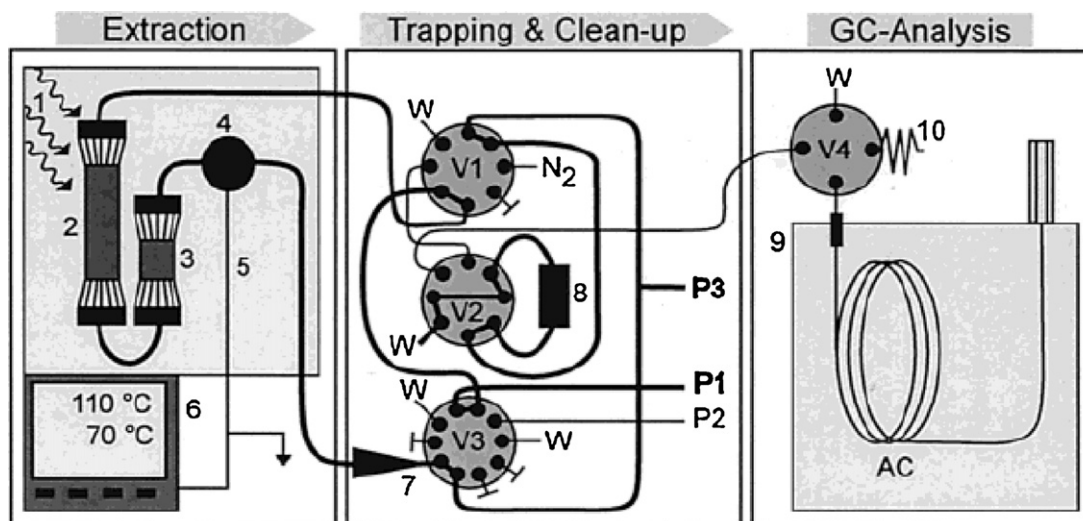 Extraction
Trapping & Clean-up
GC-Analysis
1
2
3
4
5
6
110 °C
70 °C
W
V1
N2
V2
8
W
P3
W
P1
V3
P2
W
7
W
V4
10
9
AC